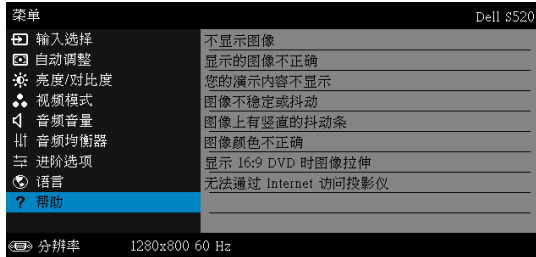 菜单
Dell S520
输入选择
自动调整
亮度/对比度
视频模式
音频音量
音频均衡器
进阶选项
语言
? 帮助
不显示图像
显示的图像不正确
您的演示内容不显示
图像不稳定或抖动
图像上有竖直的抖动条
图像颜色不正确
显示 16:9 DVD 时图像拉伸
无法通过 Internet 访问投影仪
分辨率 1280x800 60 Hz